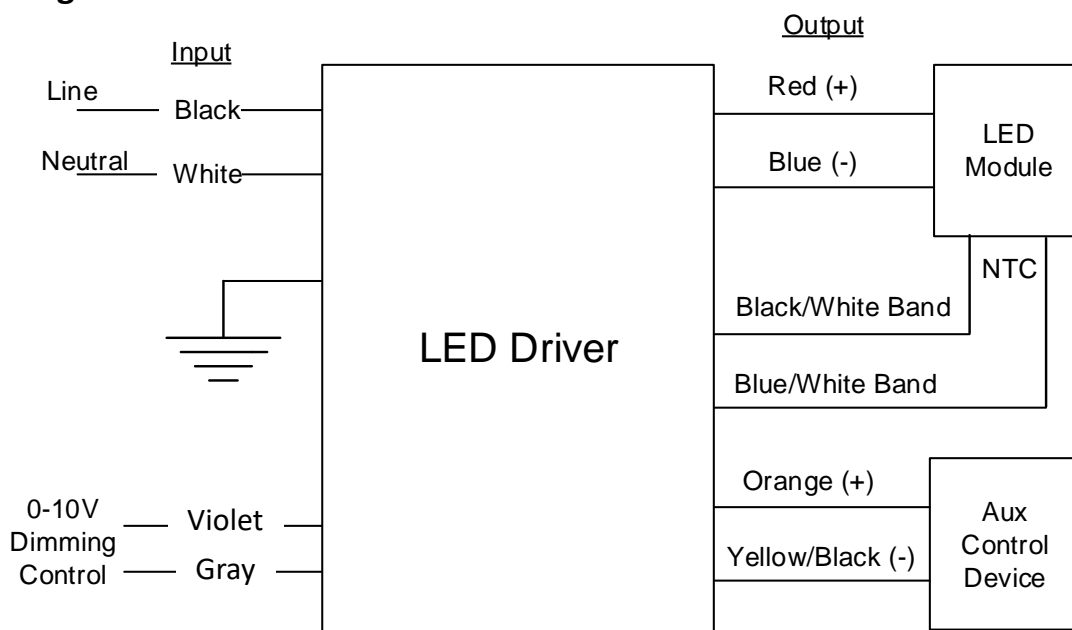 Input
Output
Line
Black
Neutral
White
Red (+)
Blue (-)
LED
Module
NTC
Black/White Band
Blue/White Band
LED Driver
0-10V
Dimming
Control
Violet
Gray
Orange (+)
Yellow/Black (-)
Aux
Control
Device